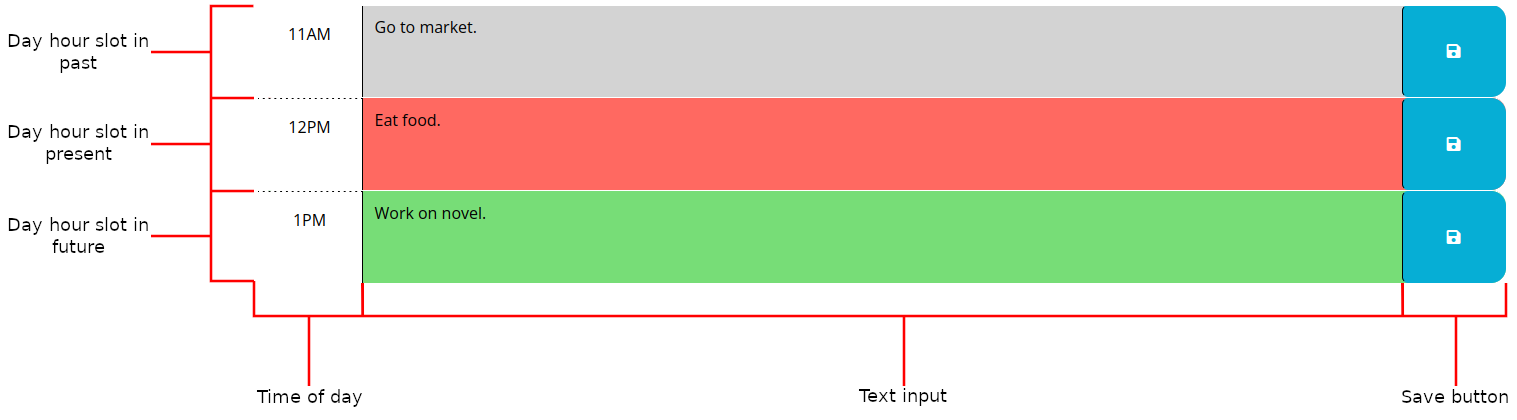 Day hour slot in
past
11AM
Go to market.
Day hour slot in
present
12PM
Eat food.
Day hour slot in
future
1PM
Work on novel.
Time of day
Text input
Save button